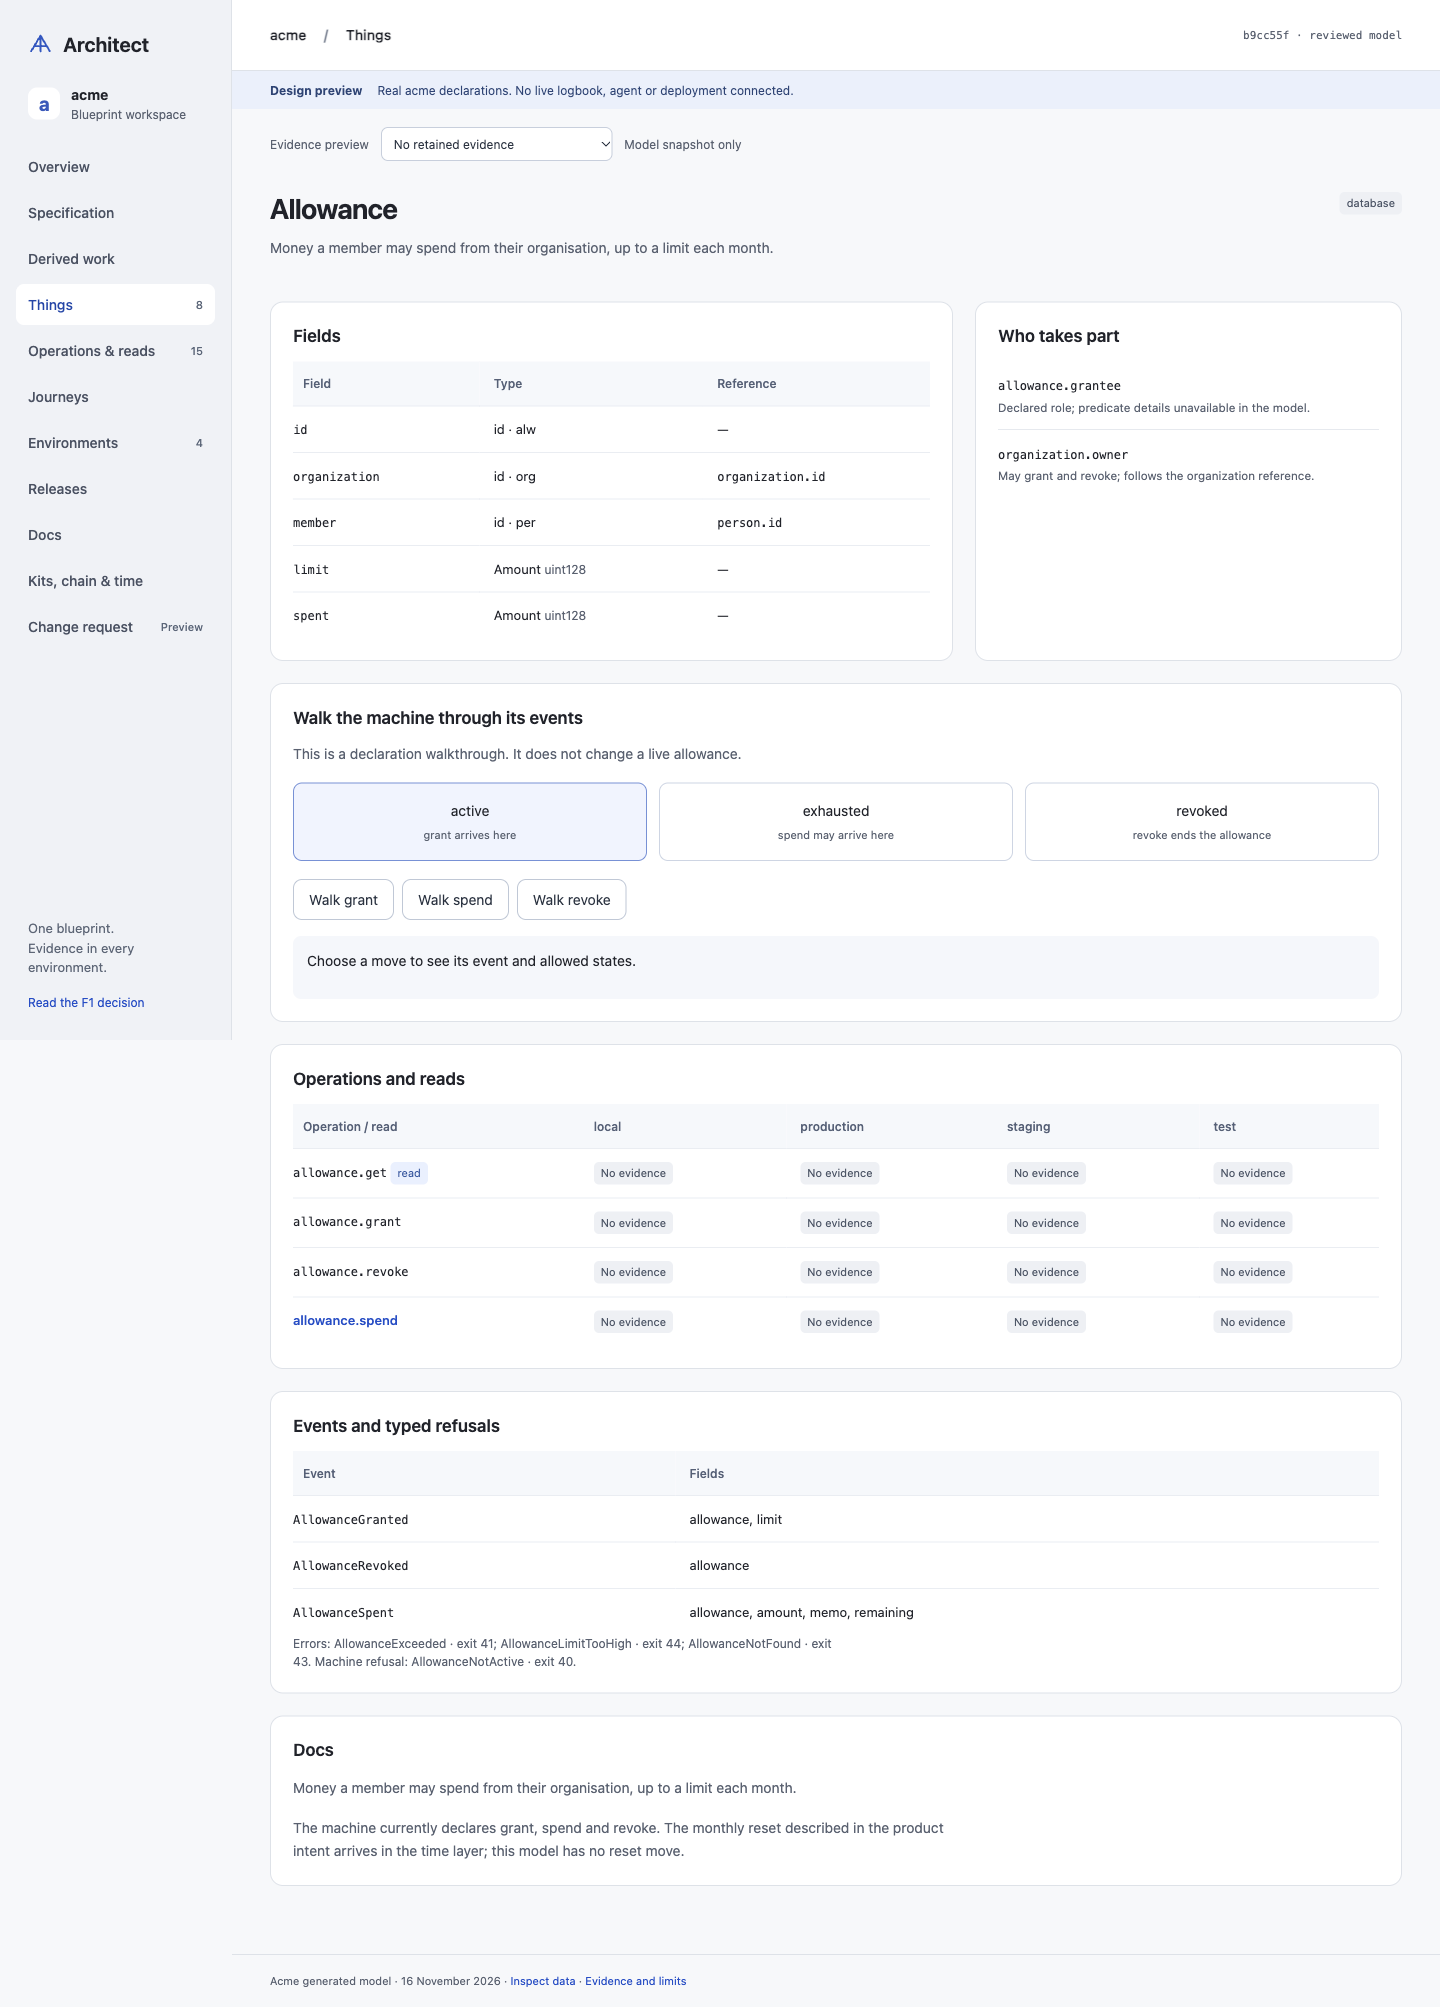 Architect
a
acme
Blueprint workspace
Overview
Specification
Derived work
Things 8
Operations & reads 15
Journeys
Environments 4
Releases
Docs
Kits, chain & time
Change request Preview
One blueprint.
Evidence in every
environment.
Read the F1 decision
acme / Things
b9cc55f · reviewed model
Design preview Real acme declarations. No live logbook, agent or deployment connected.
Evidence preview No retained evidence Model snapshot only
Allowance
database
Money a member may spend from their organisation, up to a limit each month.
Fields
Field Type Reference
id id · alw —
organization id · org organization.id
member id · per person.id
limit Amount uint128 —
spent Amount uint128 —
Who takes part
allowance.grantee
Declared role; predicate details unavailable in the model.
organization.owner
May grant and revoke; follows the organization reference.
Walk the machine through its events
This is a declaration walkthrough. It does not change a live allowance.
active exhausted revoked
grant arrives here spend may arrive here revoke ends the allowance
Walk grant Walk spend Walk revoke
Choose a move to see its event and allowed states.
Operations and reads
Operation / read local production staging test
allowance.get read No evidence No evidence No evidence No evidence
allowance.grant No evidence No evidence No evidence No evidence
allowance.revoke No evidence No evidence No evidence No evidence
allowance.spend No evidence No evidence No evidence No evidence
Events and typed refusals
Event Fields
AllowanceGranted allowance, limit
AllowanceRevoked allowance
AllowanceSpent allowance, amount, memo, remaining
Errors: AllowanceExceeded · exit 41; AllowanceLimitTooHigh · exit 44; AllowanceNotFound · exit
43. Machine refusal: AllowanceNotActive · exit 40.
Docs
Money a member may spend from their organisation, up to a limit each month.
The machine currently declares grant, spend and revoke. The monthly reset described in the product
intent arrives in the time layer; this model has no reset move.
Acme generated model · 16 November 2026 · Inspect data · Evidence and limits